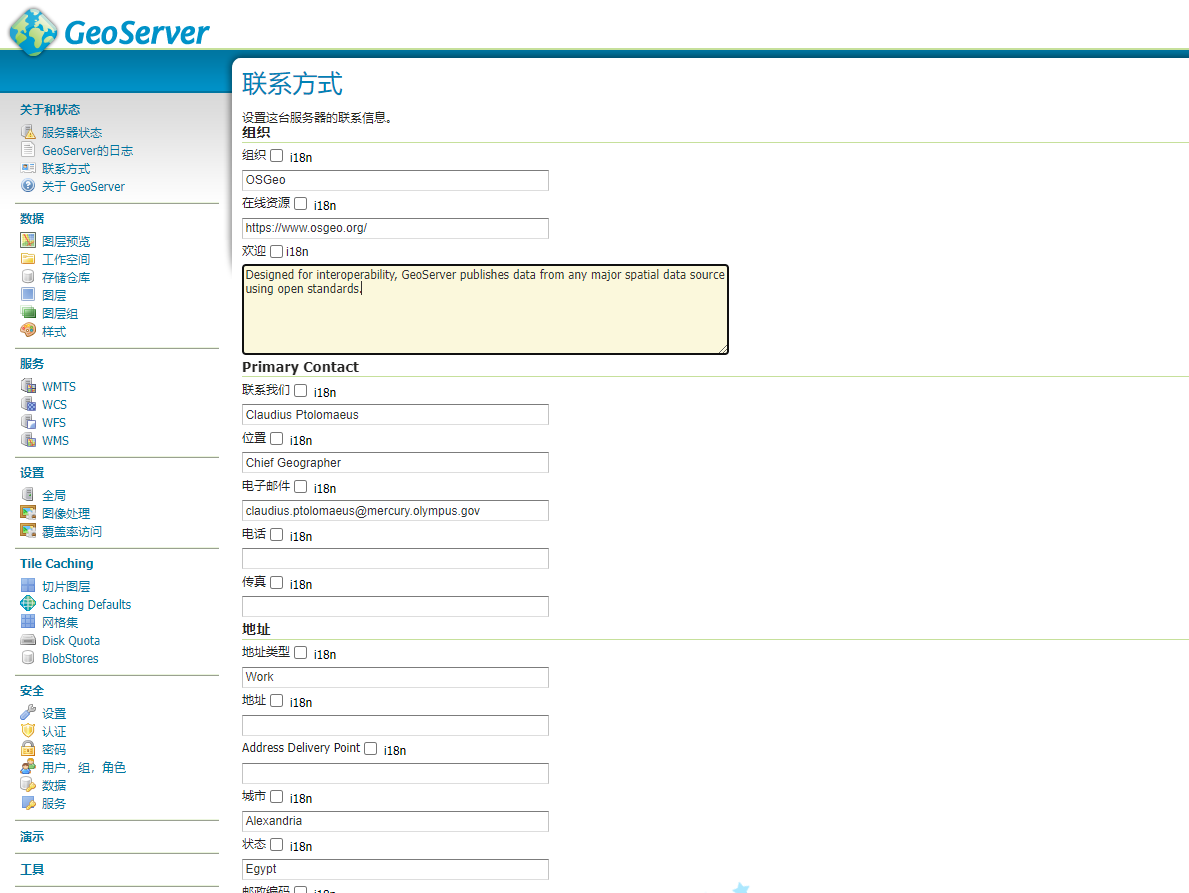 GeoServer
关于和状态
服务器状态
GeoServer的日志
联系方式
关于 GeoServer
数据
图层预览
工作空间
存储仓库
图层
图层组
样式
服务
WMTS
WCS
WFS
WMS
设置
全局
图像处理
覆盖率访问
Tile Caching
切片图层
Caching Defaults
网格集
Disk Quota
BlobStores
安全
设置
认证
密码
用户，组，角色
数据
服务
演示
工具
联系方式
设置这台服务器的联系信息。
组织
组织 i18n
OSGeo
在线资源 i18n
https://www.osgeo.org/
欢迎 i18n
Designed for interoperability, GeoServer publishes data from any major spatial data source
using open standards.
Primary Contact
联系我们 i18n
Claudius Ptolomaeus
位置 i18n
Chief Geographer
电子邮件 i18n
claudius.ptolomaeus@mercury.olympus.gov
电话 i18n
传真 i18n
地址
地址类型 i18n
Work
地址 i18n
Address Delivery Point i18n
城市 i18n
Alexandria
状态 i18n
Egypt
邮政编码 i18n